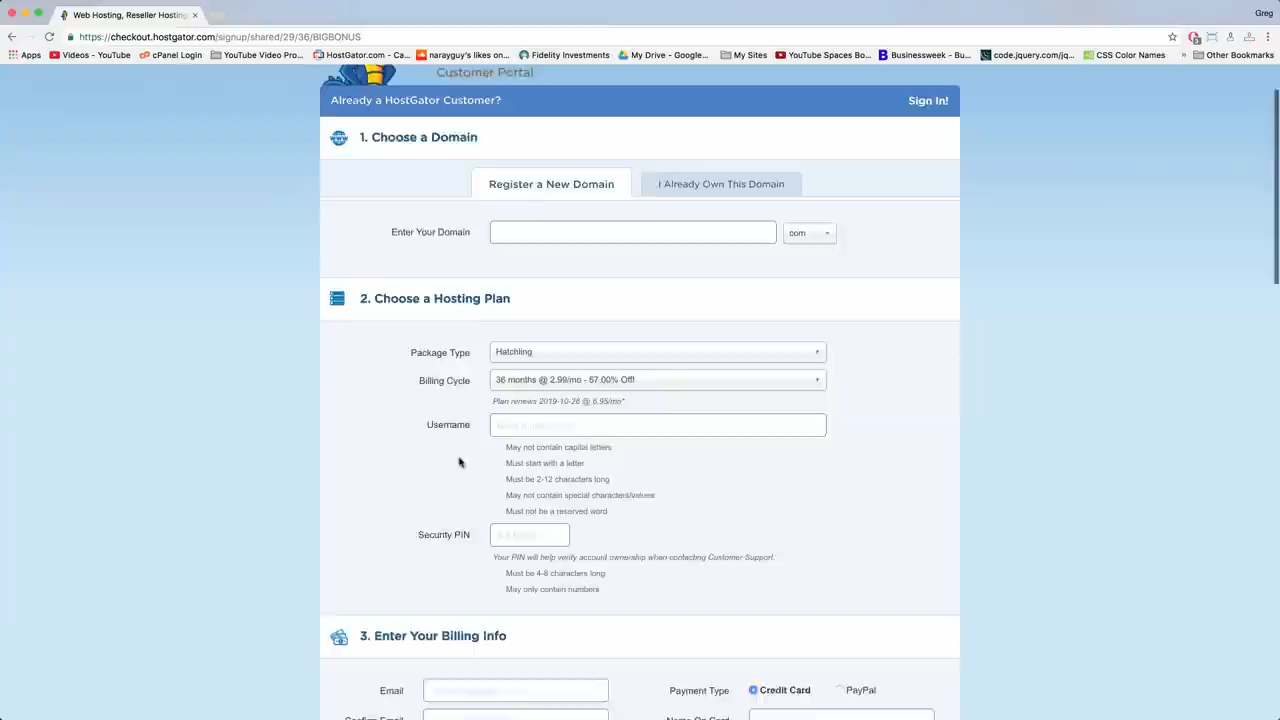 Web Hosting, Reseller Hosting,
Greg
https://checkout.hostgator.com/signup/shared/29/36/BIGBONUS
Apps Videos - YouTube cPanel Login YouTube Video Pro... HostGator.com - Ca... narayguy's likes on... Fidelity Investments My Drive - Google... My Sites YouTube Spaces Bo... Businessweek - Bu... code.jquery.com/jq... CSS Color Names » Other Bookmarks
Customer Portal
Already a HostGator Customer? Sign In!
1. Choose a Domain
Register a New Domain I Already Own This Domain
Enter Your Domain com
2. Choose a Hosting Plan
Package Type Hatchling
Billing Cycle 36 months @ 2.99/mo - 57.00% Off!
Plan renews 2019-10-26 @ 6.95/mo*
Username
May not contain capital letters
Must start with a letter
Must be 2-12 characters long
May not contain special characters/values
Must not be a reserved word
Security PIN
Your PIN will help verify account ownership when contacting Customer Support.
Must be 4-8 characters long
May only contain numbers
3. Enter Your Billing Info
Email Payment Type Credit Card PayPal
Confirm Email Name On Card